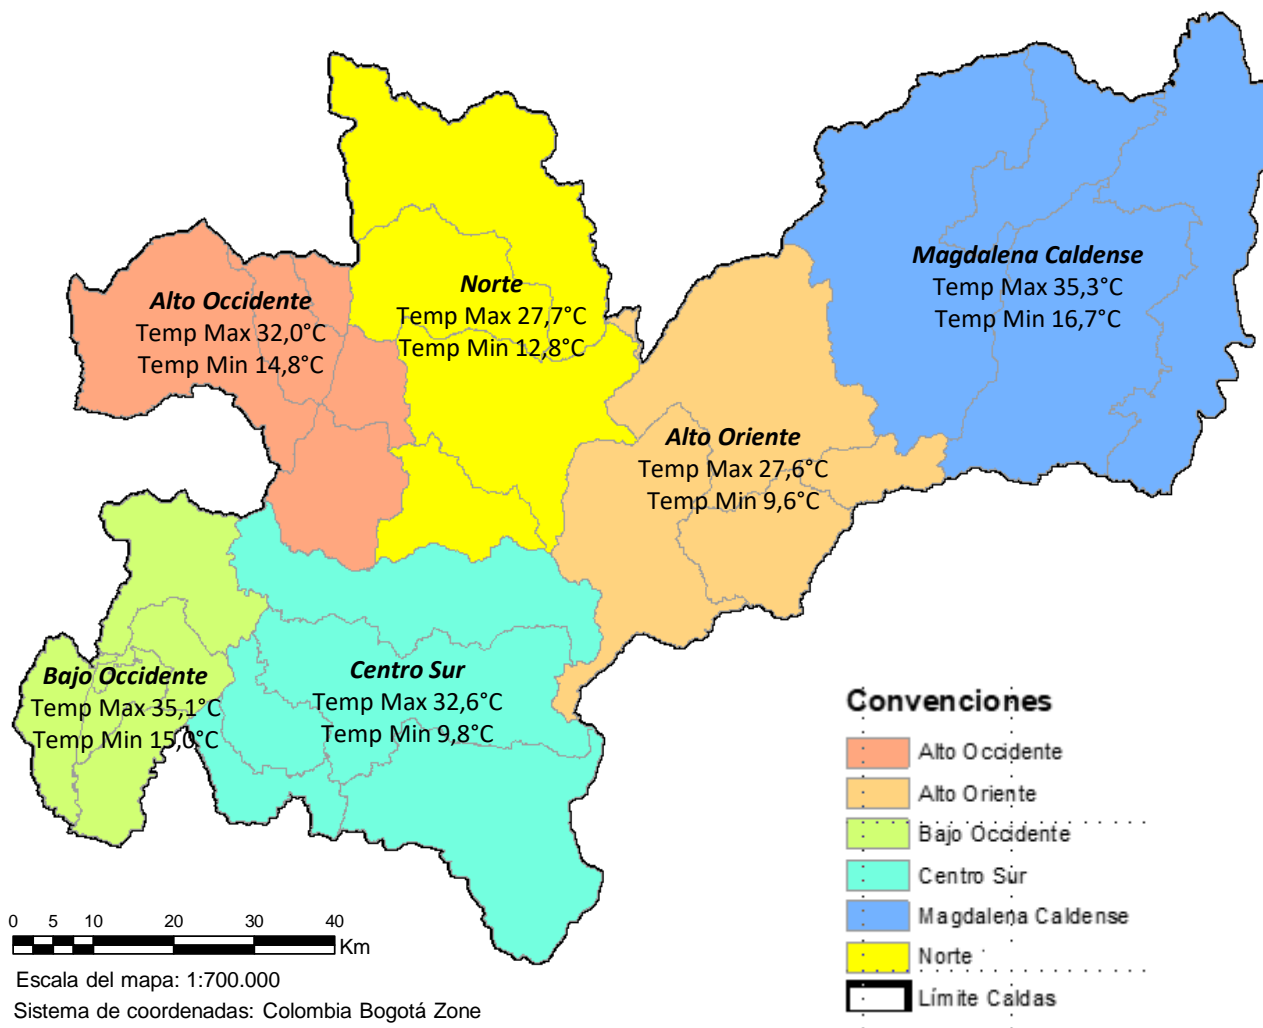 Magdalena Caldense
Temp Max 35,3°C
Temp Min 16,7°C
Norte
Temp Max 27,7°C
Temp Min 12,8°C
Alto Occidente
Temp Max 32,0°C
Temp Min 14,8°C
Alto Oriente
Temp Max 27,6°C
Temp Min 9,6°C
Bajo Occidente
Temp Max 35,1°C
Temp Min 15,0°C
Centro Sur
Temp Max 32,6°C
Temp Min 9,8°C
Convenciones
Alto Occidente
Alto Oriente
Bajo Occidente
Centro Sur
Magdalena Caldense
Norte
Límite Caldas
0 5 10 20 30 40
Km
Escala del mapa: 1:700.000
Sistema de coordenadas: Colombia Bogotá Zone